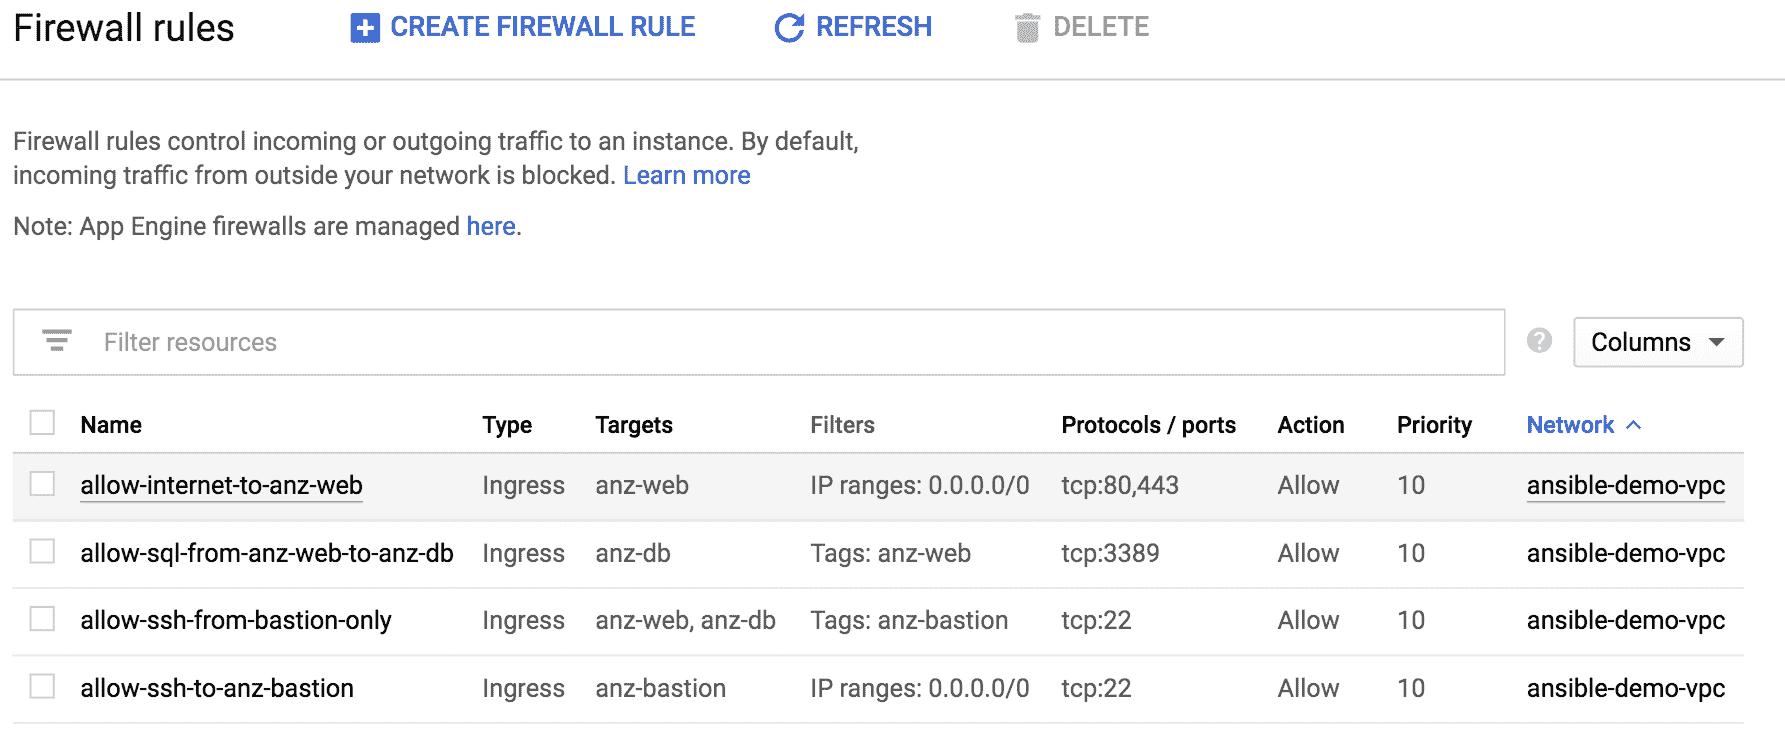 Firewall rules CREATE FIREWALL RULE REFRESH DELETE
Firewall rules control incoming or outgoing traffic to an instance. By default,
incoming traffic from outside your network is blocked. Learn more
Note: App Engine firewalls are managed here.
Filter resources ? Columns
Name Type Targets Filters Protocols / ports Action Priority Network
allow-internet-to-anz-web Ingress anz-web IP ranges: 0.0.0.0/0 tcp:80,443 Allow 10 ansible-demo-vpc
allow-sql-from-anz-web-to-anz-db Ingress anz-db Tags: anz-web tcp:3389 Allow 10 ansible-demo-vpc
allow-ssh-from-bastion-only Ingress anz-web, anz-db Tags: anz-bastion tcp:22 Allow 10 ansible-demo-vpc
allow-ssh-to-anz-bastion Ingress anz-bastion IP ranges: 0.0.0.0/0 tcp:22 Allow 10 ansible-demo-vpc